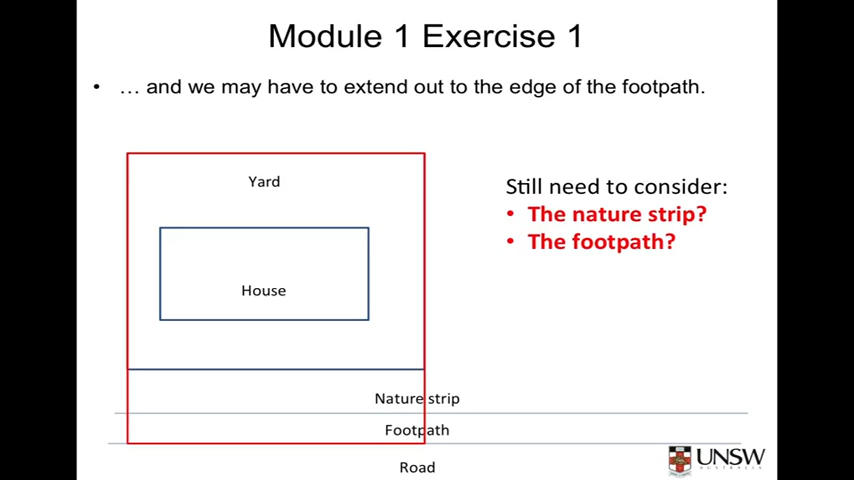 Module 1 Exercise 1
• … and we may have to extend out to the edge of the footpath.
Yard
House
Still need to consider:
• The nature strip?
• The footpath?
Nature strip
Footpath
Road
UNSW
AUSTRALIA